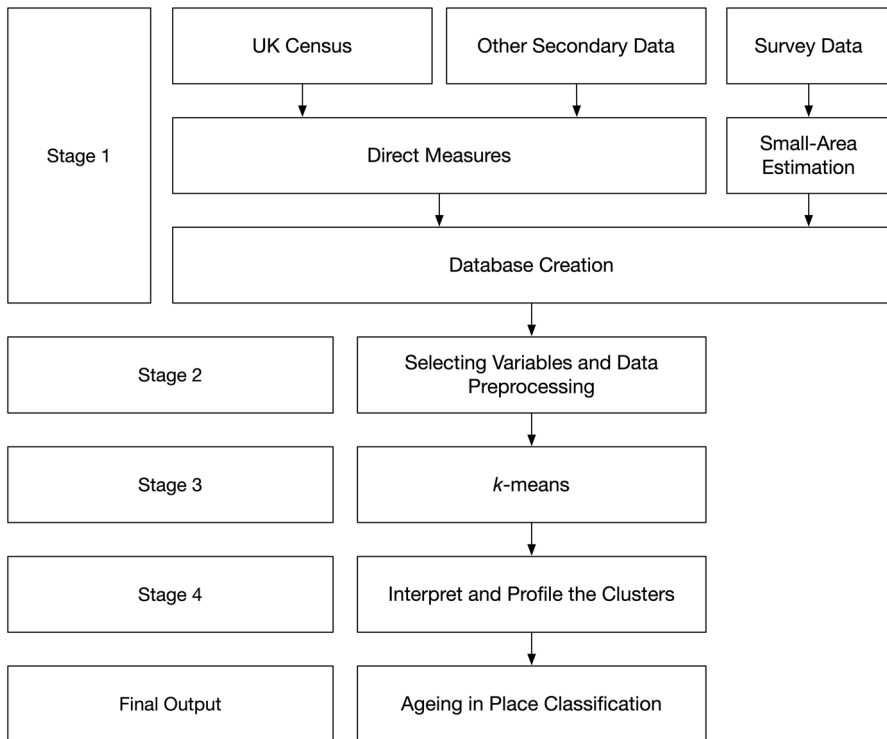 UK Census
Other Secondary Data
Survey Data
Stage 1
Direct Measures
Small-Area
Estimation
Database Creation
Stage 2
Selecting Variables and Data
Preprocessing
Stage 3
k-means
Stage 4
Interpret and Profile the Clusters
Final Output
Ageing in Place Classification